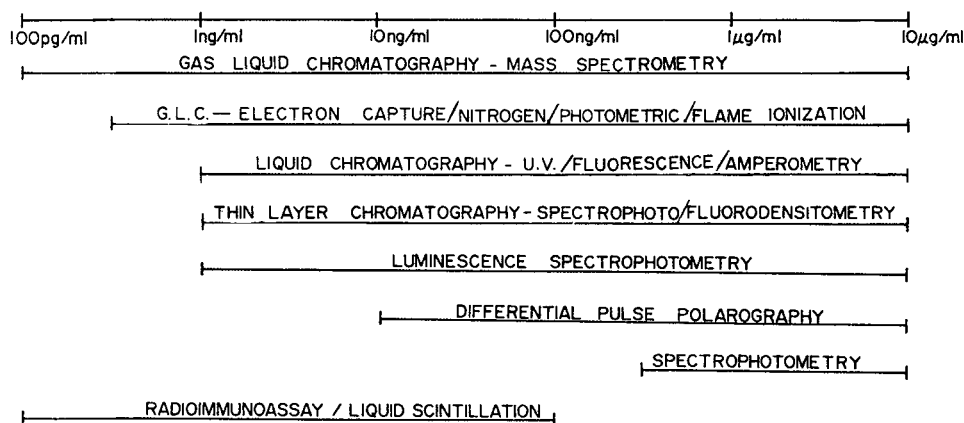 100pg/ml 1ng/ml 10ng/ml 100ng/ml 1µg/ml 10µg/ml
GAS LIQUID CHROMATOGRAPHY - MASS SPECTROMETRY
G.L.C.— ELECTRON CAPTURE/NITROGEN/PHOTOMETRIC/FLAME IONIZATION
LIQUID CHROMATOGRAPHY - U.V./FLUORESCENCE/AMPEROMETRY
THIN LAYER CHROMATOGRAPHY-SPECTROPHOTO/FLUORODENSITOMETRY
LUMINESCENCE SPECTROPHOTOMETRY
DIFFERENTIAL PULSE POLAROGRAPHY
SPECTROPHOTOMETRY
RADIOIMMUNOASSAY / LIQUID SCINTILLATION